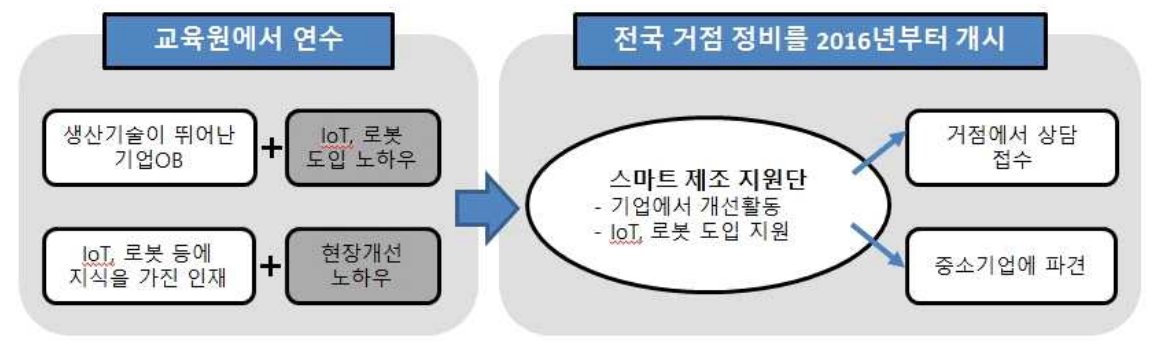 교육원에서 연수
생산기술이 뛰어난
기업OB
+
IoT, 로봇
도입 노하우
IoT, 로봇 등에
지식을 가진 인재
+
현장개선
노하우
전국 거점 정비를 2016년부터 개시
스마트 제조 지원단
- 기업에서 개선활동
- IoT, 로봇 도입 지원
거점에서 상담
접수
중소기업에 파견